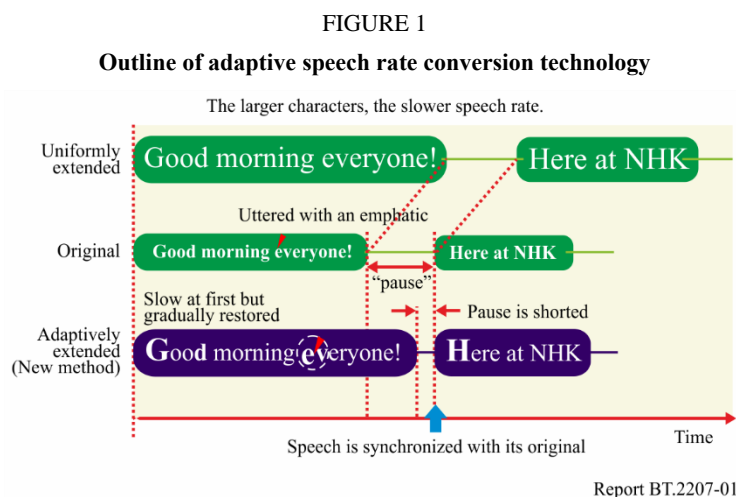 FIGURE 1
Outline of adaptive speech rate conversion technology
The larger characters, the slower speech rate.
Uniformly
extended
Good morning everyone!
Here at NHK
Uttered with an emphatic
Original
Good morning everyone!
Here at NHK
“pause”
Slow at first but
gradually restored
Pause is shorted
Adaptively
extended
(New method)
Good morning everyone!
Here at NHK
Time
Speech is synchronized with its original
Report BT.2207-01